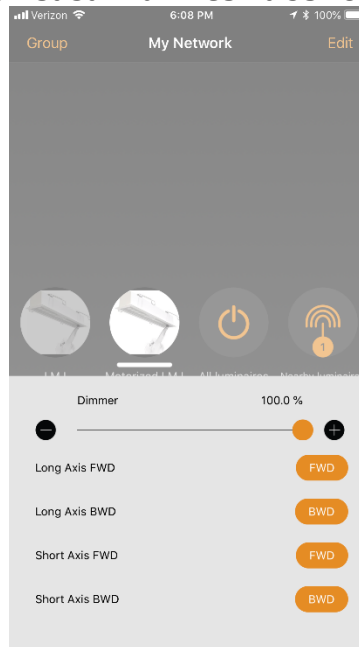 Verizon 6:08 PM 100%
Group My Network Edit
1
Dimmer 100.0 %
Long Axis FWD FWD
Long Axis BWD BWD
Short Axis FWD FWD
Short Axis BWD BWD